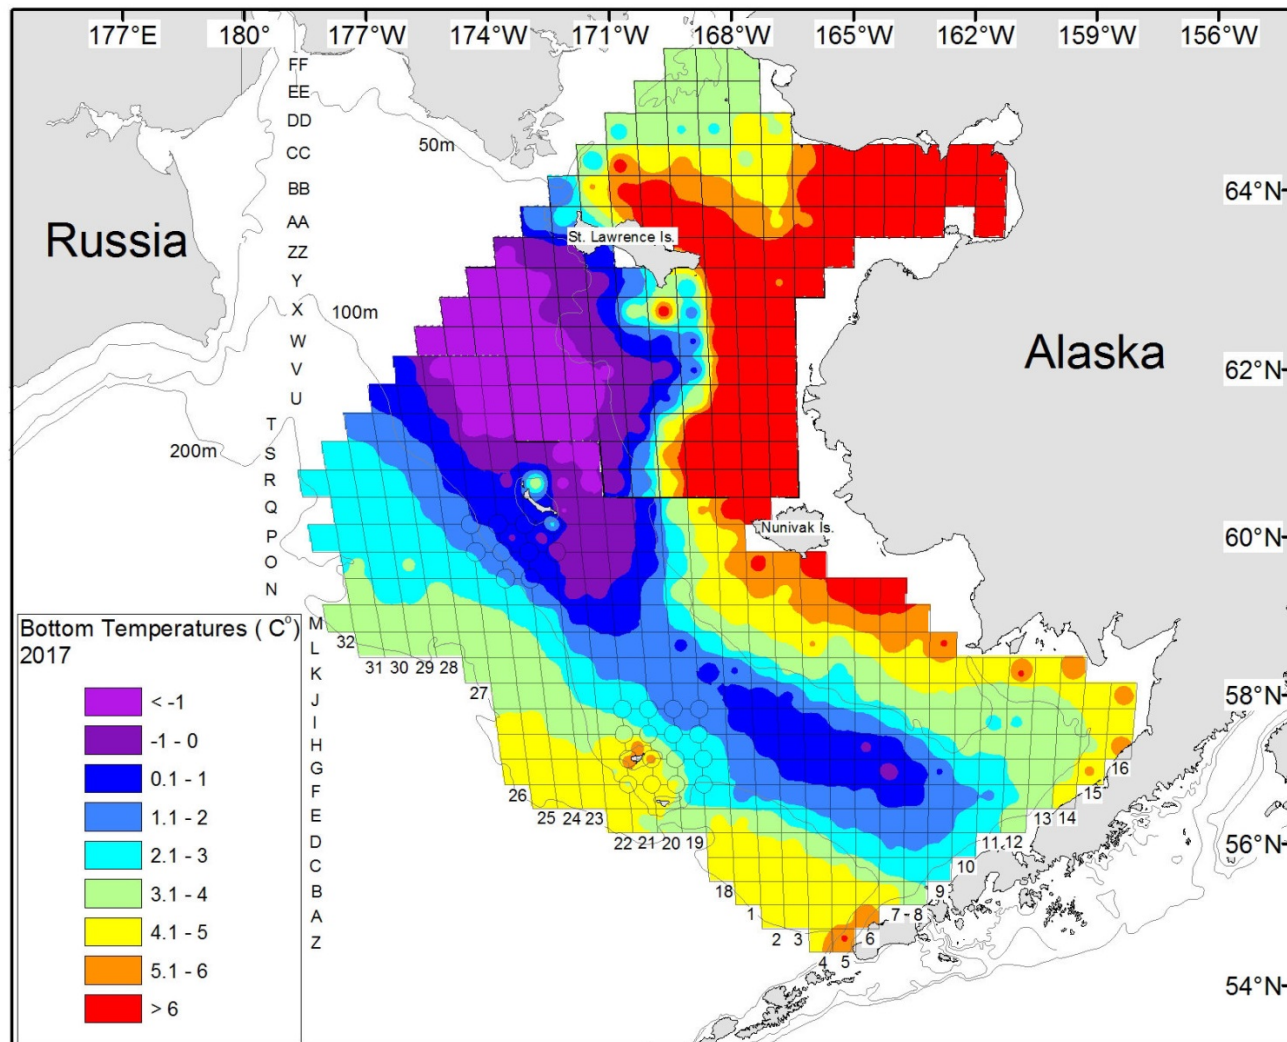 177°E 180° 177°W 174°W 171°W 168°W 165°W 162°W 159°W 156°W
FF
EE
DD
50m
CC
BB
64°N
AA
Russia
St. Lawrence Is.
ZZ
Y
X
100m
W
Alaska
V
62°N
U
T
S
200m
R
Q
Nunivak Is.
P
60°N
O
N
M
Bottom Temperatures ( C°)
2017
L
32
31 30 29 28
K
27
58°N
J
I
H
G
16
F
26
15
E
25 24 23
13 14
D
22 21 20 19
11 12
56°N
C
10
B
18
9
A
1
7 - 8
Z
2 3
6
4 5
54°N
< -1
-1 - 0
0.1 - 1
1.1 - 2
2.1 - 3
3.1 - 4
4.1 - 5
5.1 - 6
> 6